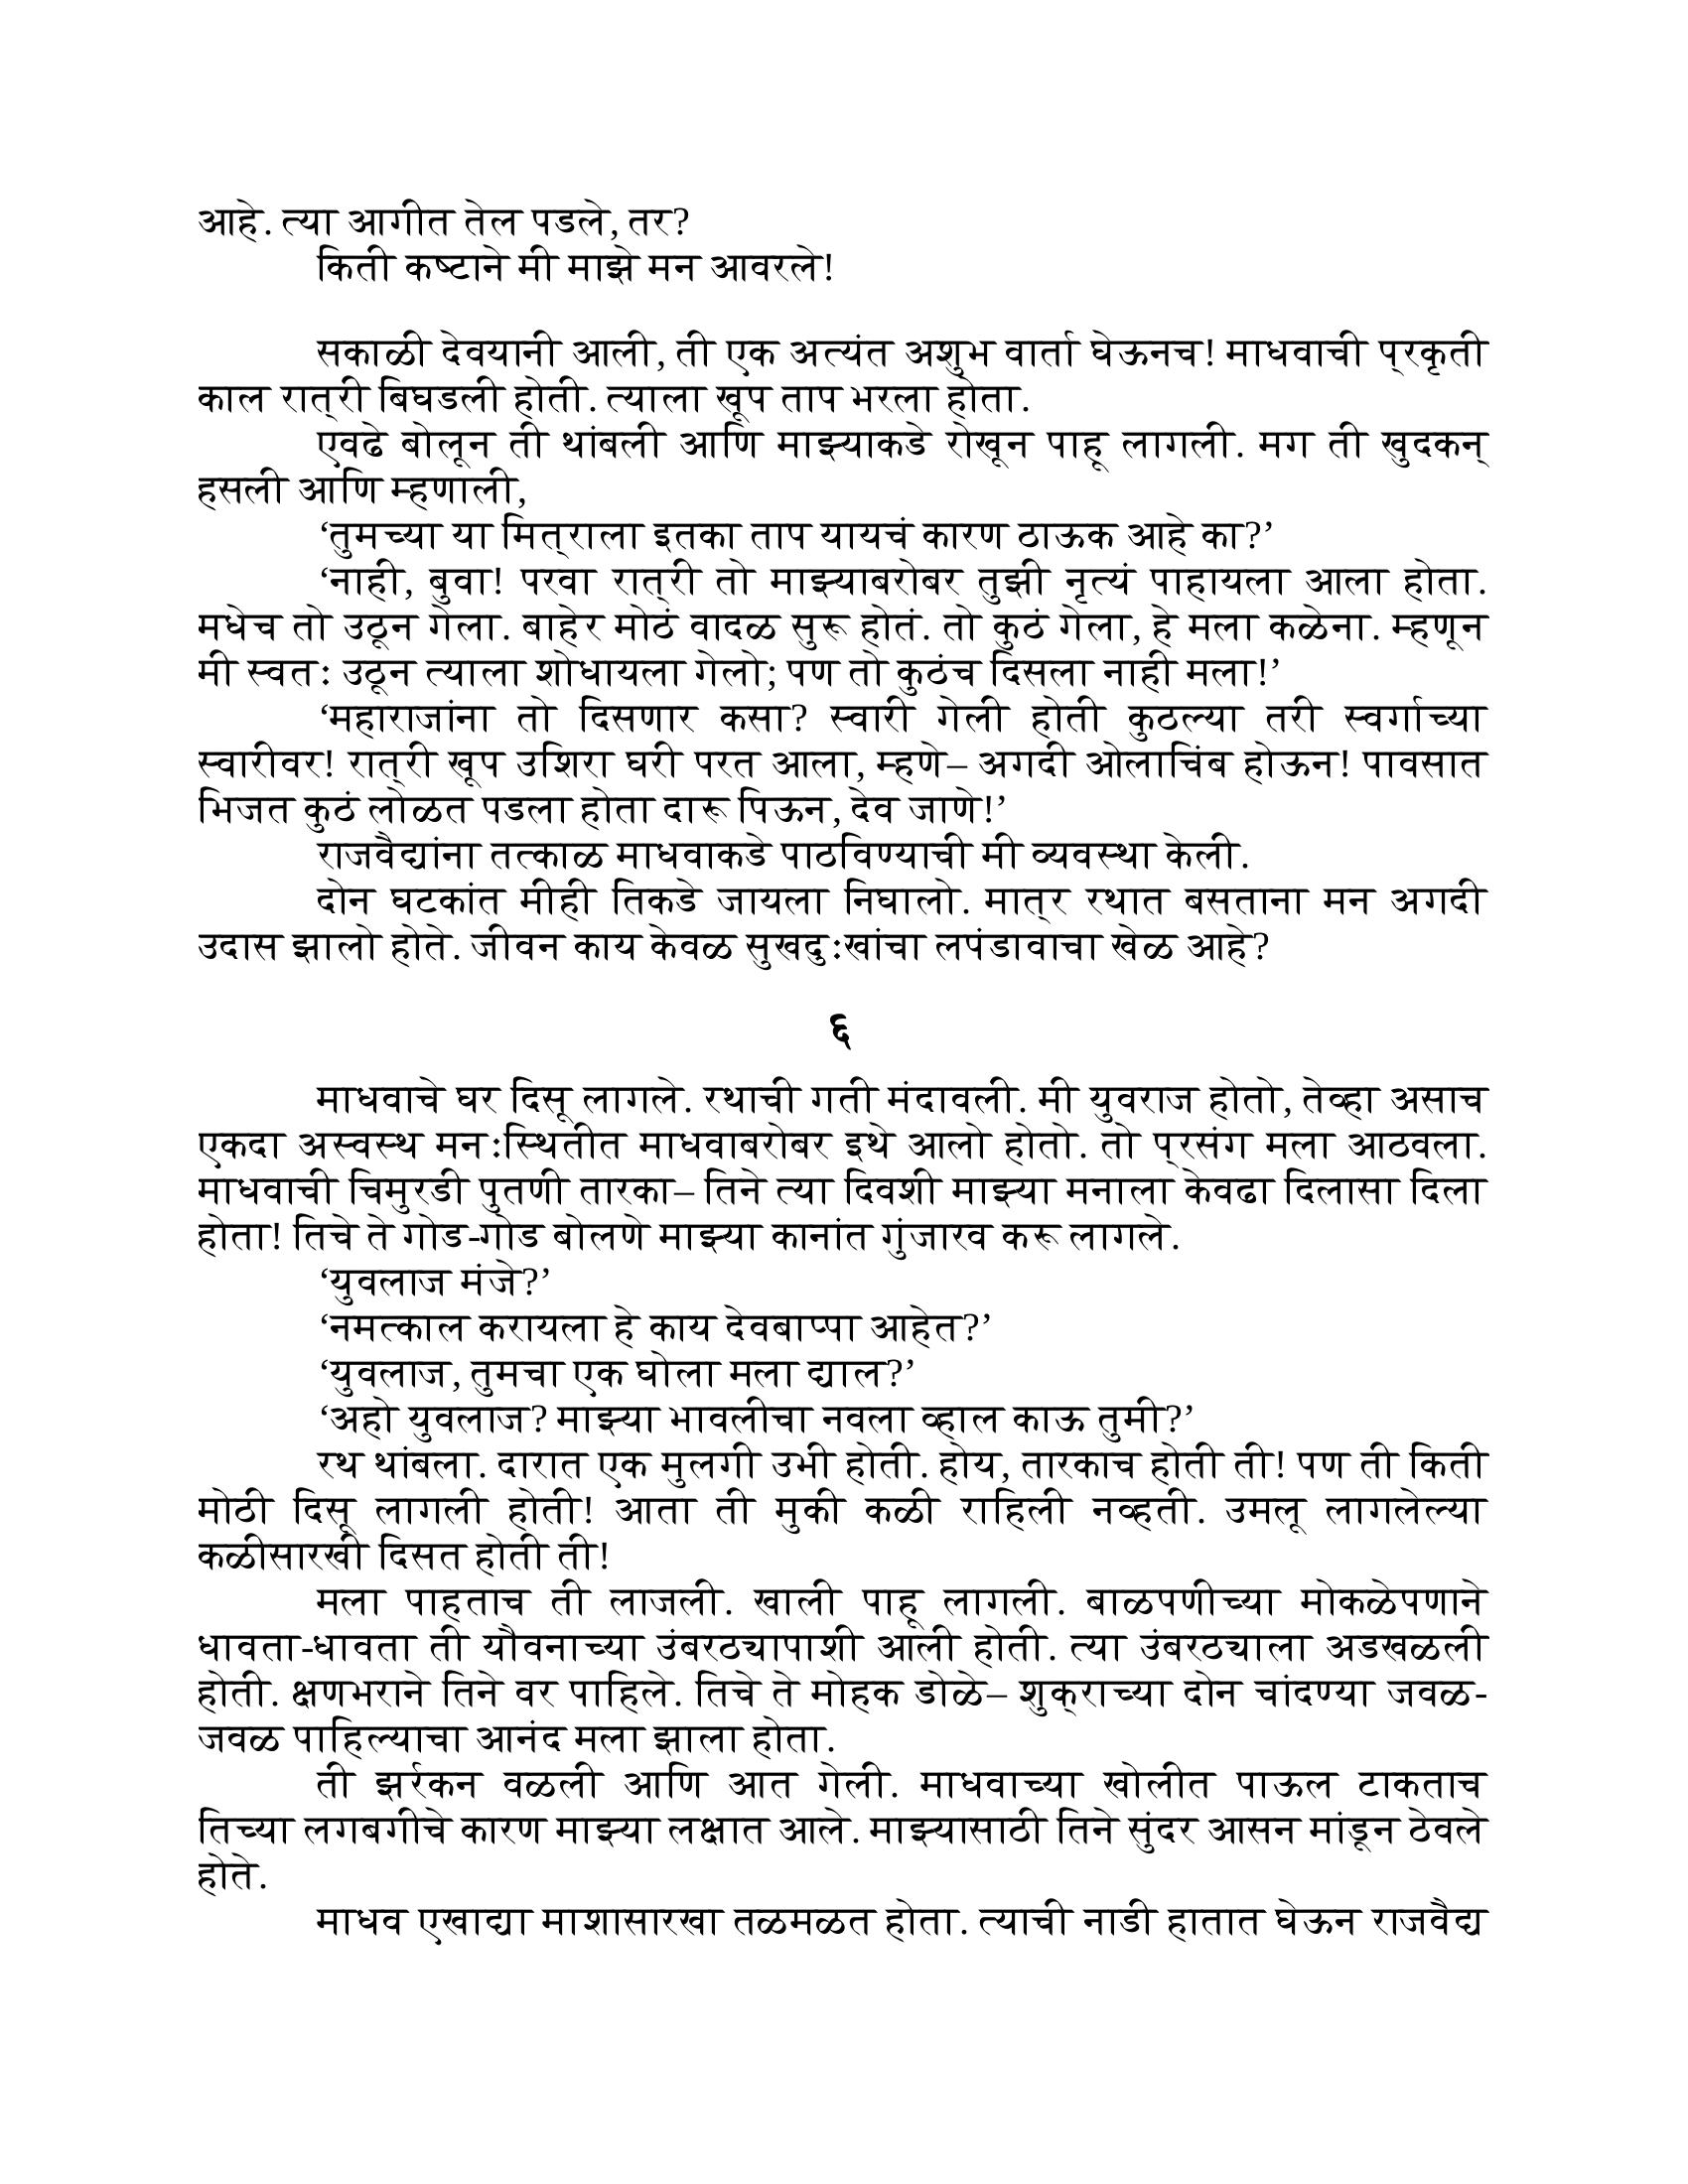 आहे. त्या आगीत तेल पडले, तर?
किती कष्टाने मी माझे मन आवरले!
सकाळी देवयानी आली, ती एक अत्यंत अशुभ वार्ता घेऊनच! माधवाची प्रकृती
काल रात्री बिघडली होती. त्याला खूप ताप भरला होता.
एवढे बोलून ती थांबली आणि माझ्याकडे रोखून पाहू लागली. मग ती खुदकन्
हसली आणि म्हणाली,
‘तुमच्या या मित्राला इतका ताप यायचं कारण ठाऊक आहे का?’
‘नाही, बुवा! परवा रात्री तो माझ्याबरोबर तुझी नृत्यं पाहायला आला होता.
मधेच तो उठून गेला. बाहेर मोठं वादळ सुरू होतं. तो कुठं गेला, हे मला कळेना. म्हणून
मी स्वतः उठून त्याला शोधायला गेलो; पण तो कुठंच दिसला नाही मला!’
‘महाराजांना तो दिसणार कसा? स्वारी गेली होती कुठल्या तरी स्वर्गाच्या
स्वारीवर! रात्री खूप उशिरा घरी परत आला, म्हणे– अगदी ओलाचिंब होऊन! पावसात
भिजत कुठं लोळत पडला होता दारू पिऊन, देव जाणे!’
राजवैद्यांना तत्काळ माधवाकडे पाठविण्याची मी व्यवस्था केली.
दोन घटकांत मीही तिकडे जायला निघालो. मात्र रथात बसताना मन अगदी
उदास झालो होते. जीवन काय केवळ सुखदुःखांचा लपंडावाचा खेळ आहे?
६
माधवाचे घर दिसू लागले. रथाची गती मंदावली. मी युवराज होतो, तेव्हा असाच
एकदा अस्वस्थ मनःस्थितीत माधवाबरोबर इथे आलो होतो. तो प्रसंग मला आठवला.
माधवाची चिमुरडी पुतणी तारका– तिने त्या दिवशी माझ्या मनाला केवढा दिलासा दिला
होता! तिचे ते गोड-गोड बोलणे माझ्या कानांत गुंजारव करू लागले.
‘युवलाज मंजे?’
‘नमत्काल करायला हे काय देवबाप्पा आहेत?’
‘युवलाज, तुमचा एक घोला मला द्याल?’
‘अहो युवलाज? माझ्या भावलीचा नवला व्हाल काऊ तुमी?’
रथ थांबला. दारात एक मुलगी उभी होती. होय, तारकाच होती ती! पण ती किती
मोठी दिसू लागली होती! आता ती मुकी कळी राहिली नव्हती. उमलू लागलेल्या
कळीसारखी दिसत होती ती!
मला पाहताच ती लाजली. खाली पाहू लागली. बाळपणीच्या मोकळेपणाने
धावता-धावता ती यौवनाच्या उंबरठ्यापाशी आली होती. त्या उंबरठ्याला अडखळली
होती. क्षणभराने तिने वर पाहिले. तिचे ते मोहक डोळे– शुक्राच्या दोन चांदण्या जवळ-
जवळ पाहिल्याचा आनंद मला झाला होता.
ती झर्रकन वळली आणि आत गेली. माधवाच्या खोलीत पाऊल टाकताच
तिच्या लगबगीचे कारण माझ्या लक्षात आले. माझ्यासाठी तिने सुंदर आसन मांडून ठेवले
होते.
माधव एखाद्या माशासारखा तळमळत होता. त्याची नाडी हातात घेऊन राजवैद्य